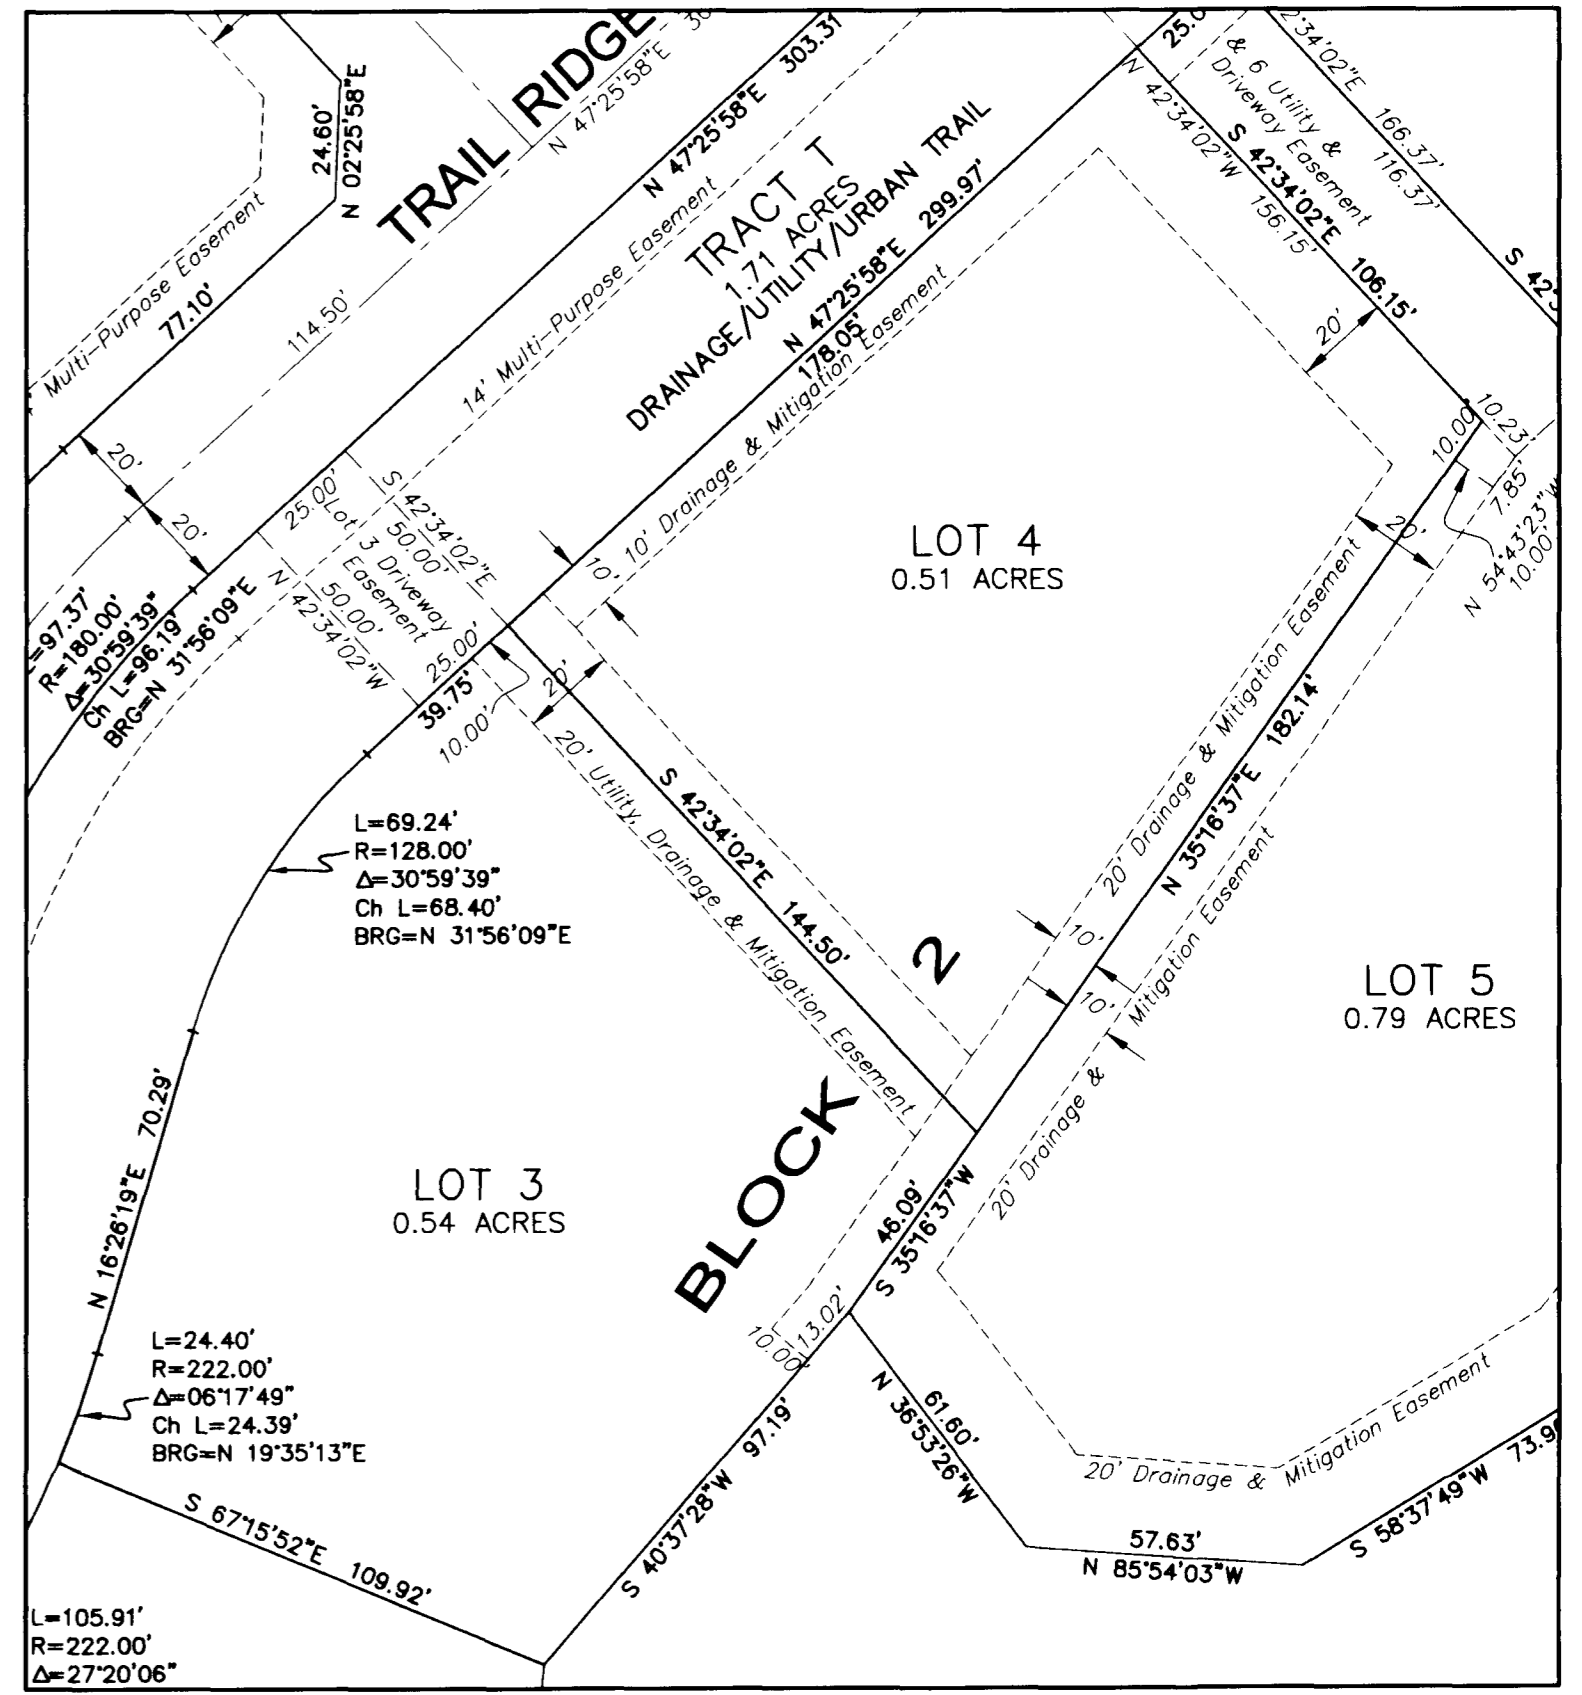 24.60'
N 02°25'58"E
TRAIL RIDGE
N 47°25'58"E
N 47°25'58"E 303.31
25.0
& 6 Utility &
Driveway Easement
2°34'02"E 166.37'
116.37'
N 42°34'02"W 156.15'
S 42°34'02"E 106.15'
S 42°3
Multi-Purpose Easement
77.10'
114.50'
14' Multi-Purpose Easement
TRACT T
1.71 ACRES
DRAINAGE/UTILITY/URBAN TRAIL
N 47°25'58"E 299.97'
178.05'
10' Drainage & Mitigation Easement
20'
20'
20'
25.00'
S 42°34'02"E
50.00'
Lot 3 Driveway
Easement
N 42°34'02"W
50.00'
25.00'
10'
39.75'
10.00'
20'
LOT 4
0.51 ACRES
10.00'
10.23'
7.85'
N 54°43'23"W
10.00'
20'
=97.37'
R=180.00'
Δ=30°59'39"
Ch L=96.19'
BRG=N 31°56'09"E
20' Utility, Drainage & Mitigation Easement
S 42°34'02"E 144.50'
20' Drainage & Mitigation Easement
N 35°16'37"E 182.14'
L=69.24'
R=128.00'
Δ=30°59'39"
Ch L=68.40'
BRG=N 31°56'09"E
10'
10'
20' Drainage & Mitigation Easement
LOT 5
0.79 ACRES
BLOCK 2
N 16°26'19"E 70.29'
LOT 3
0.54 ACRES
46.09'
S 35°16'37"W
13.02'
10.00'
L=24.40'
R=222.00'
Δ=06°17'49"
Ch L=24.39'
BRG=N 19°35'13"E
61.60'
N 36°53'26"W
S 40°37'28"W 97.19'
20' Drainage & Mitigation Easement
57.63'
N 85°54'03"W
S 58°37'49"W 73.9
S 67°15'52"E 109.92'
L=105.91'
R=222.00'
Δ=27°20'06"